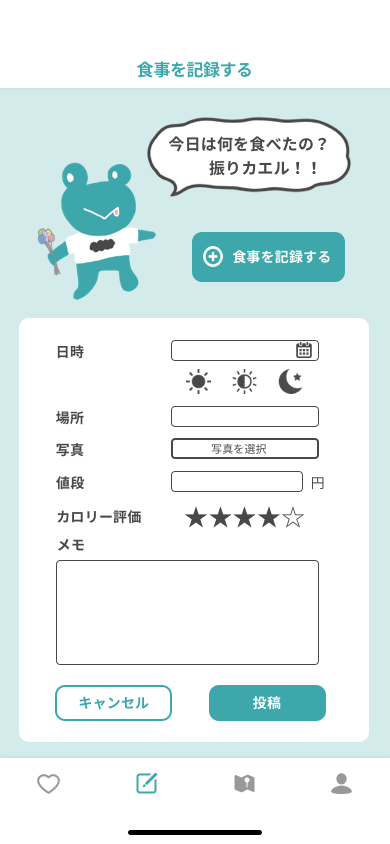 食事を記録する
今日は何を食べたの？
振りカエル！！
食事を記録する
日時
場所
写真
写真を選択
値段
円
カロリー評価
★★★★☆
メモ
キャンセル
投稿